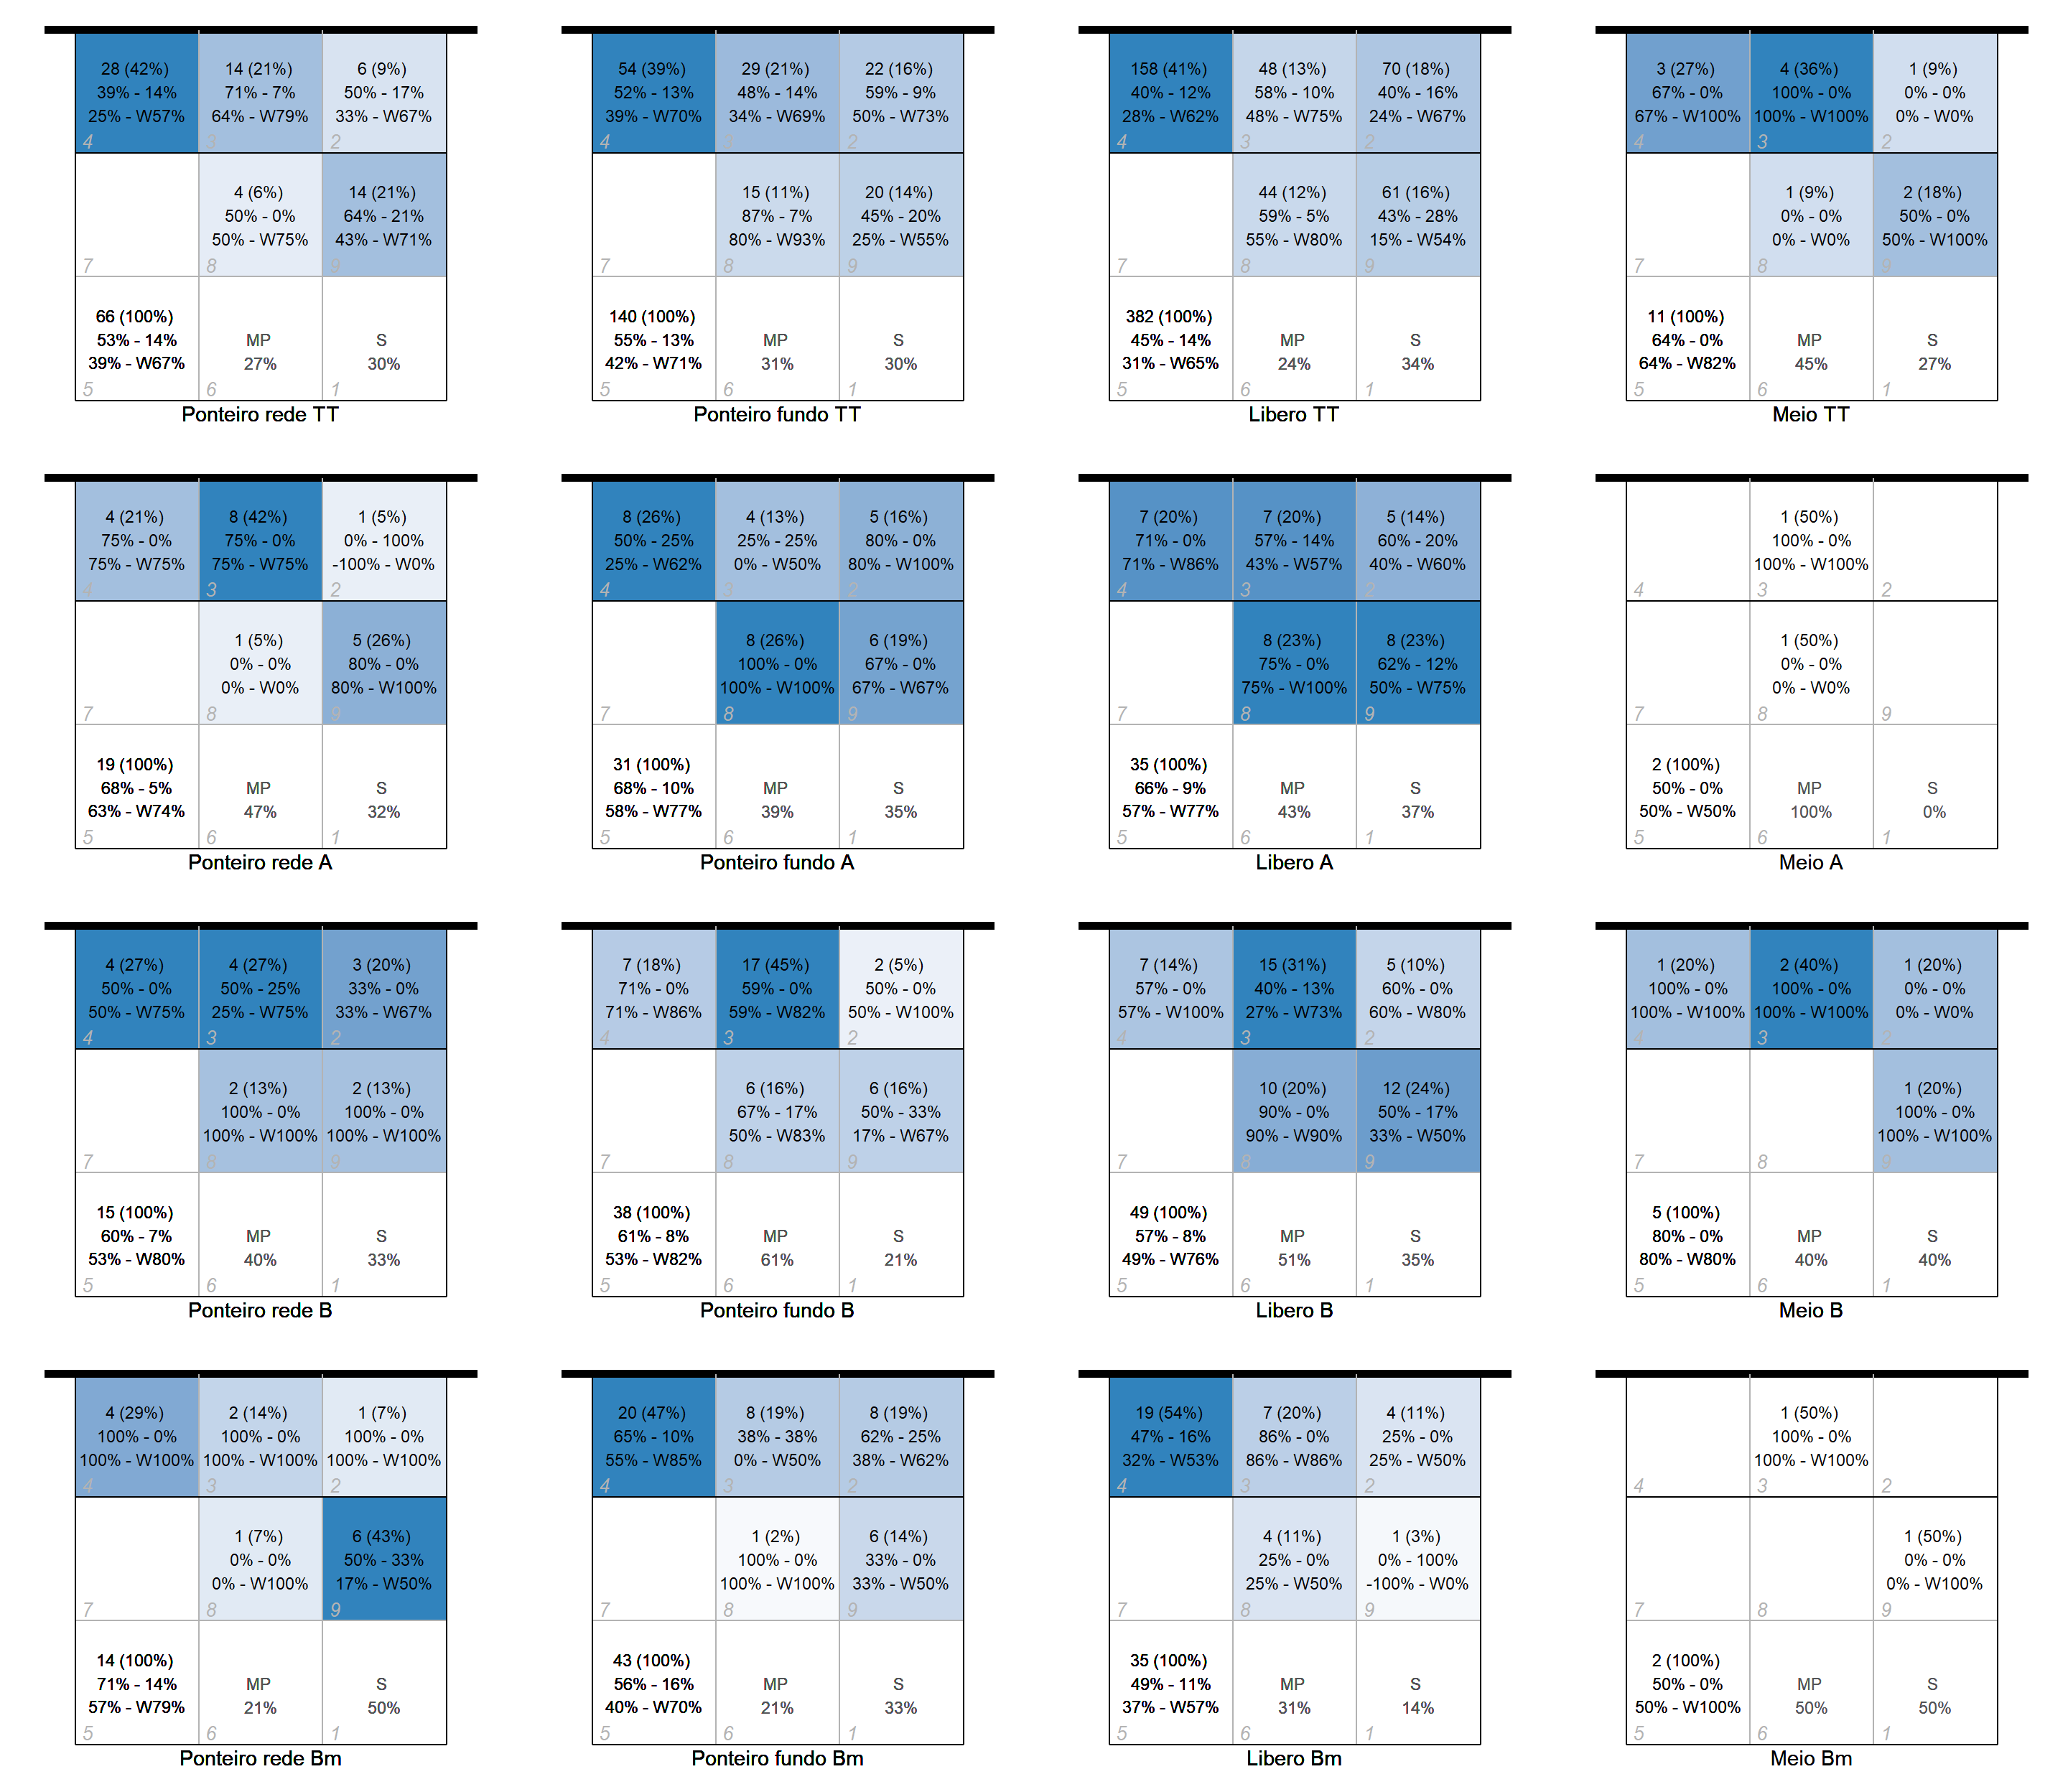 28 (42%)
39% - 14%
25% - W57%
4
14 (21%)
71% - 7%
64% - W79%
3
6 (9%)
50% - 17%
33% - W67%
2
7
4 (6%)
50% - 0%
50% - W75%
8
14 (21%)
64% - 21%
43% - W71%
9
66 (100%)
53% - 14%
39% - W67%
5
MP
27%
6
S
30%
1
Ponteiro rede TT
54 (39%)
52% - 13%
39% - W70%
4
29 (21%)
48% - 14%
34% - W69%
3
22 (16%)
59% - 9%
50% - W73%
2
7
15 (11%)
87% - 7%
80% - W93%
8
20 (14%)
45% - 20%
25% - W55%
9
140 (100%)
55% - 13%
42% - W71%
5
MP
31%
6
S
30%
1
Ponteiro fundo TT
158 (41%)
40% - 12%
28% - W62%
4
48 (13%)
58% - 10%
48% - W75%
3
70 (18%)
40% - 16%
24% - W67%
2
7
44 (12%)
59% - 5%
55% - W80%
8
61 (16%)
43% - 28%
15% - W54%
9
382 (100%)
45% - 14%
31% - W65%
5
MP
24%
6
S
34%
1
Libero TT
3 (27%)
67% - 0%
67% - W100%
4
4 (36%)
100% - 0%
100% - W100%
3
1 (9%)
0% - 0%
0% - W0%
2
7
1 (9%)
0% - 0%
0% - W0%
8
2 (18%)
50% - 0%
50% - W100%
9
11 (100%)
64% - 0%
64% - W82%
5
MP
45%
6
S
27%
1
Meio TT
4 (21%)
75% - 0%
75% - W75%
4
8 (42%)
75% - 0%
75% - W75%
3
1 (5%)
0% - 100%
-100% - W0%
2
7
1 (5%)
0% - 0%
0% - W0%
8
5 (26%)
80% - 0%
80% - W100%
9
19 (100%)
68% - 5%
63% - W74%
5
MP
47%
6
S
32%
1
Ponteiro rede A
8 (26%)
50% - 25%
25% - W62%
4
4 (13%)
25% - 25%
0% - W50%
3
5 (16%)
80% - 0%
80% - W100%
2
7
8 (26%)
100% - 0%
100% - W100%
8
6 (19%)
67% - 0%
67% - W67%
9
31 (100%)
68% - 10%
58% - W77%
5
MP
39%
6
S
35%
1
Ponteiro fundo A
7 (20%)
71% - 0%
71% - W86%
4
7 (20%)
57% - 14%
43% - W57%
3
5 (14%)
60% - 20%
40% - W60%
2
7
8 (23%)
75% - 0%
75% - W100%
8
8 (23%)
62% - 12%
50% - W75%
9
35 (100%)
66% - 9%
57% - W77%
5
MP
43%
6
S
37%
1
Libero A
4
1 (50%)
100% - 0%
100% - W100%
3
2
7
1 (50%)
0% - 0%
0% - W0%
8
9
2 (100%)
50% - 0%
50% - W50%
5
MP
100%
6
S
0%
1
Meio A
4 (27%)
50% - 0%
50% - W75%
4
4 (27%)
50% - 25%
25% - W75%
3
3 (20%)
33% - 0%
33% - W67%
2
7
2 (13%)
100% - 0%
100% - W100%
8
2 (13%)
100% - 0%
100% - W100%
9
15 (100%)
60% - 7%
53% - W80%
5
MP
40%
6
S
33%
1
Ponteiro rede B
7 (18%)
71% - 0%
71% - W86%
4
17 (45%)
59% - 0%
59% - W82%
3
2 (5%)
50% - 0%
50% - W100%
2
7
6 (16%)
67% - 17%
50% - W83%
8
6 (16%)
50% - 33%
17% - W67%
9
38 (100%)
61% - 8%
53% - W82%
5
MP
61%
6
S
21%
1
Ponteiro fundo B
7 (14%)
57% - 0%
57% - W100%
4
15 (31%)
40% - 13%
27% - W73%
3
5 (10%)
60% - 0%
60% - W80%
2
7
10 (20%)
90% - 0%
90% - W90%
8
12 (24%)
50% - 17%
33% - W50%
9
49 (100%)
57% - 8%
49% - W76%
5
MP
51%
6
S
35%
1
Libero B
1 (20%)
100% - 0%
100% - W100%
4
2 (40%)
100% - 0%
100% - W100%
3
1 (20%)
0% - 0%
0% - W0%
2
7
8
1 (20%)
100% - 0%
100% - W100%
9
5 (100%)
80% - 0%
80% - W80%
5
MP
40%
6
S
40%
1
Meio B
4 (29%)
100% - 0%
100% - W100%
4
2 (14%)
100% - 0%
100% - W100%
3
1 (7%)
100% - 0%
100% - W100%
2
7
1 (7%)
0% - 0%
0% - W100%
8
6 (43%)
50% - 33%
17% - W50%
9
14 (100%)
71% - 14%
57% - W79%
5
MP
21%
6
S
50%
1
Ponteiro rede Bm
20 (47%)
65% - 10%
55% - W85%
4
8 (19%)
38% - 38%
0% - W50%
3
8 (19%)
62% - 25%
38% - W62%
2
7
1 (2%)
100% - 0%
100% - W100%
8
6 (14%)
33% - 0%
33% - W50%
9
43 (100%)
56% - 16%
40% - W70%
5
MP
21%
6
S
33%
1
Ponteiro fundo Bm
19 (54%)
47% - 16%
32% - W53%
4
7 (20%)
86% - 0%
86% - W86%
3
4 (11%)
25% - 0%
25% - W50%
2
7
4 (11%)
25% - 0%
25% - W50%
8
1 (3%)
0% - 100%
-100% - W0%
9
35 (100%)
49% - 11%
37% - W57%
5
MP
31%
6
S
14%
1
Libero Bm
4
1 (50%)
100% - 0%
100% - W100%
3
2
7
8
1 (50%)
0% - 0%
0% - W100%
9
2 (100%)
50% - 0%
50% - W100%
5
MP
50%
6
S
50%
1
Meio Bm